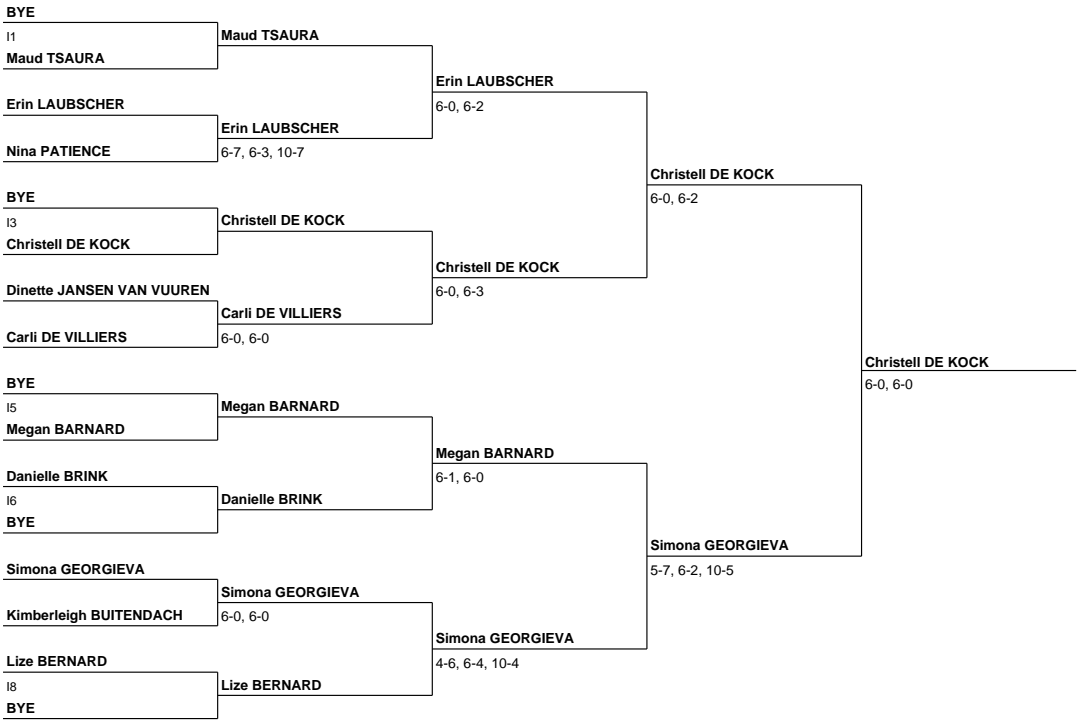 BYE
I1
Maud TSAURA
Maud TSAURA
Erin LAUBSCHER
6-0, 6-2
Erin LAUBSCHER
Erin LAUBSCHER
6-7, 6-3, 10-7
Nina PATIENCE
Christell DE KOCK
6-0, 6-2
BYE
I3
Christell DE KOCK
Christell DE KOCK
Christell DE KOCK
6-0, 6-3
Dinette JANSEN VAN VUUREN
Carli DE VILLIERS
6-0, 6-0
Carli DE VILLIERS
Christell DE KOCK
6-0, 6-0
BYE
I5
Megan BARNARD
Megan BARNARD
Megan BARNARD
6-1, 6-0
Danielle BRINK
I6
BYE
Danielle BRINK
Simona GEORGIEVA
5-7, 6-2, 10-5
Simona GEORGIEVA
Simona GEORGIEVA
6-0, 6-0
Kimberleigh BUITENDACH
Simona GEORGIEVA
4-6, 6-4, 10-4
Lize BERNARD
I8
BYE
Lize BERNARD